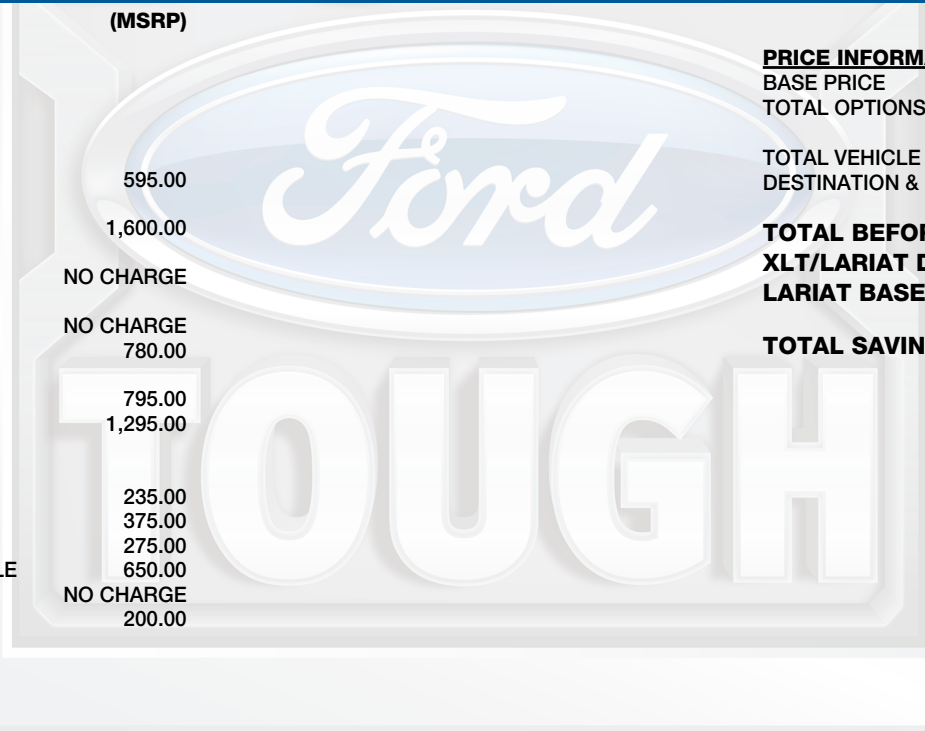 (MSRP)
595.00
1,600.00
NO CHARGE
NO CHARGE
780.00
795.00
1,295.00
235.00
375.00
275.00
LE 650.00
NO CHARGE
200.00
PRICE INFORMA
BASE PRICE
TOTAL OPTIONS
TOTAL VEHICLE
DESTINATION &
TOTAL BEFOR
XLT/LARIAT D
LARIAT BASE
TOTAL SAVIN
Ford
TOUGH